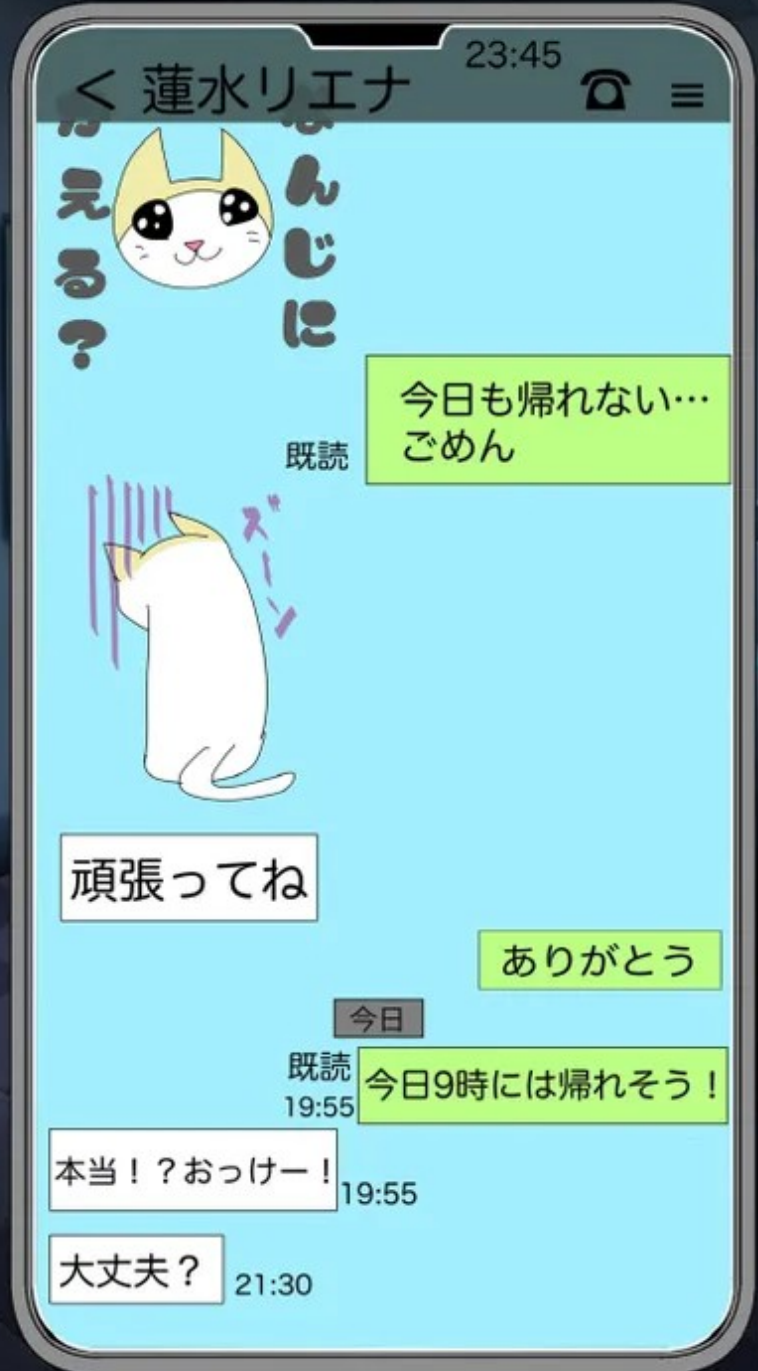 23:45
< 蓮水リエナ
なんじに
かえる?
今日も帰れない…
ごめん
既読
ズーン
頑張ってね
ありがとう
今日
既読
19:55
今日9時には帰れそう!
本当!?おっけー!
19:55
大丈夫?
21:30